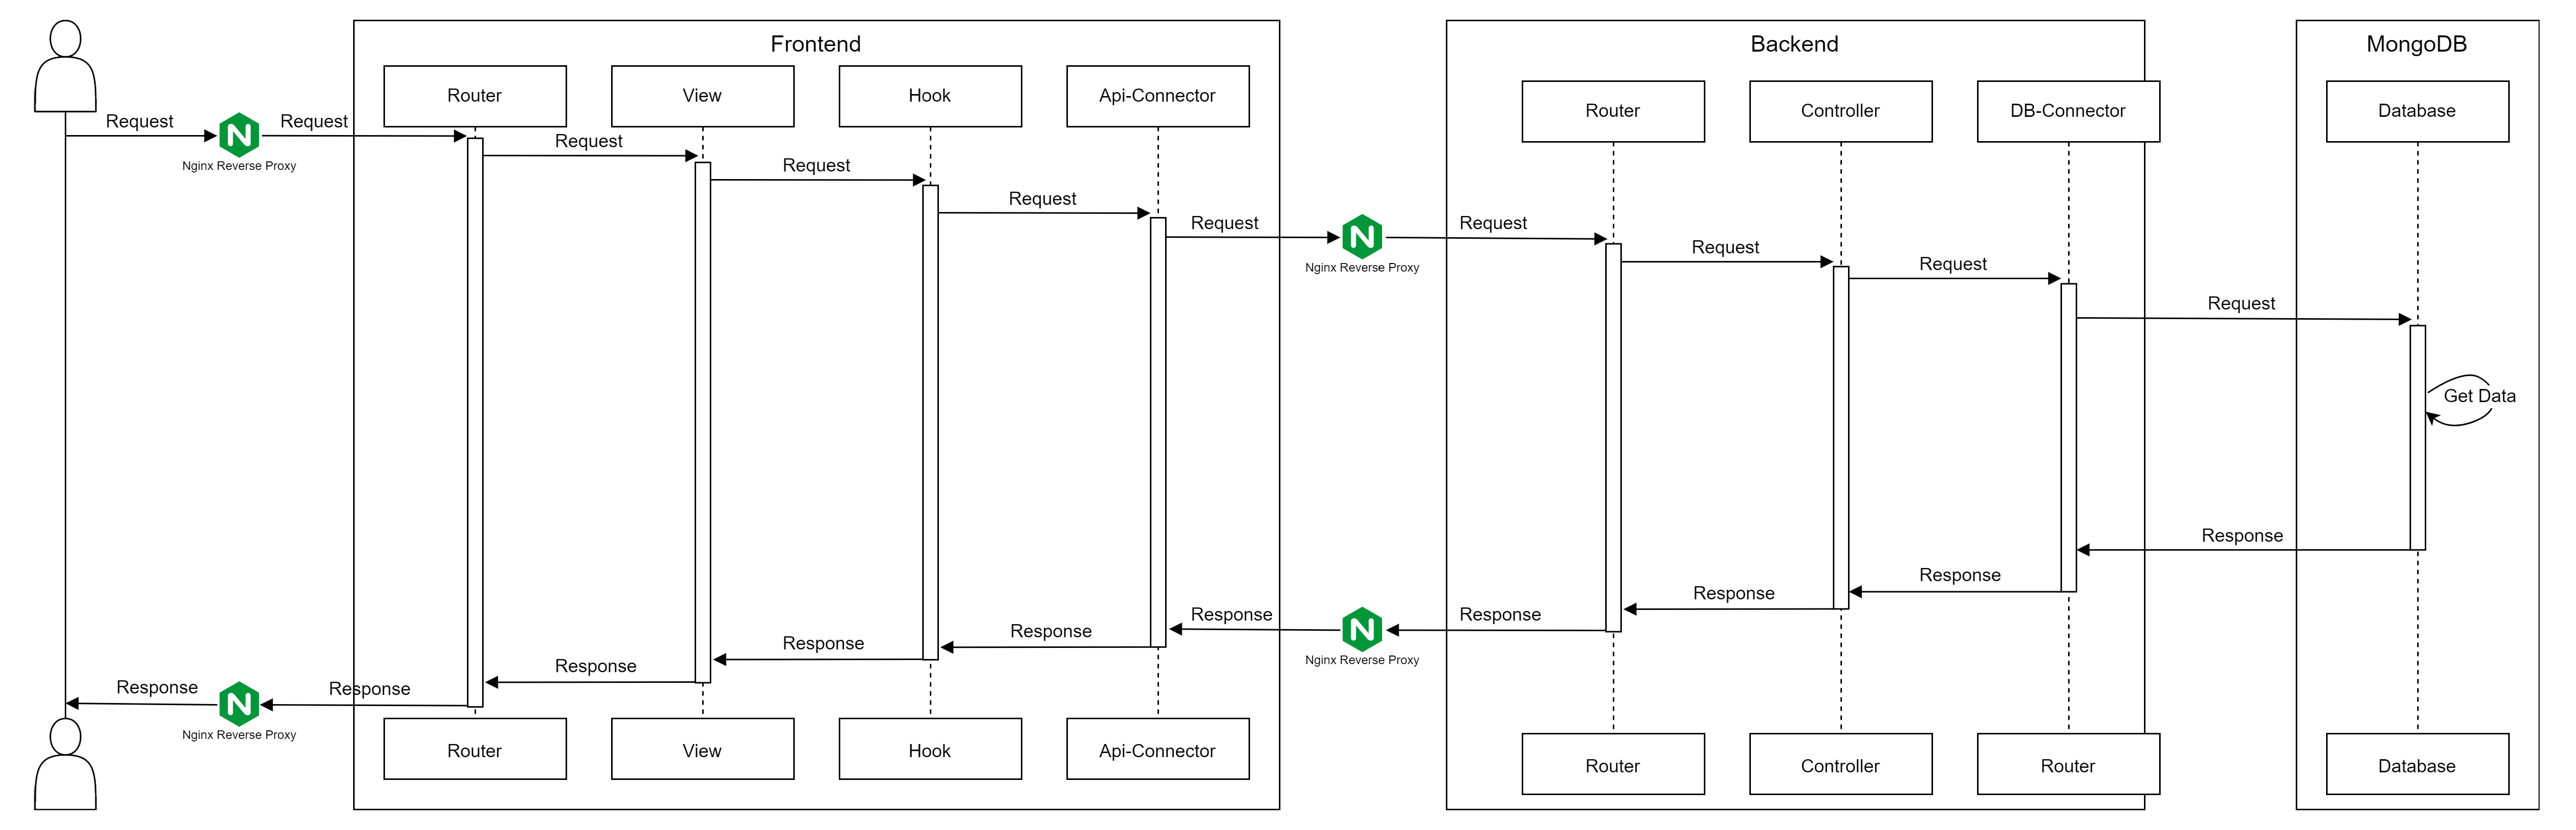 Frontend
Backend
MongoDB
Router
View
Hook
Api-Connector
Router
Controller
DB-Connector
Database
Request
N
Nginx Reverse Proxy
Request
Request
Request
Request
Request
N
Nginx Reverse Proxy
Request
Request
Request
Request
Get Data
Response
Response
Response
Response
N
Nginx Reverse Proxy
Response
Response
Response
Response
Response
N
Nginx Reverse Proxy
Response
Router
View
Hook
Api-Connector
Router
Controller
Router
Database